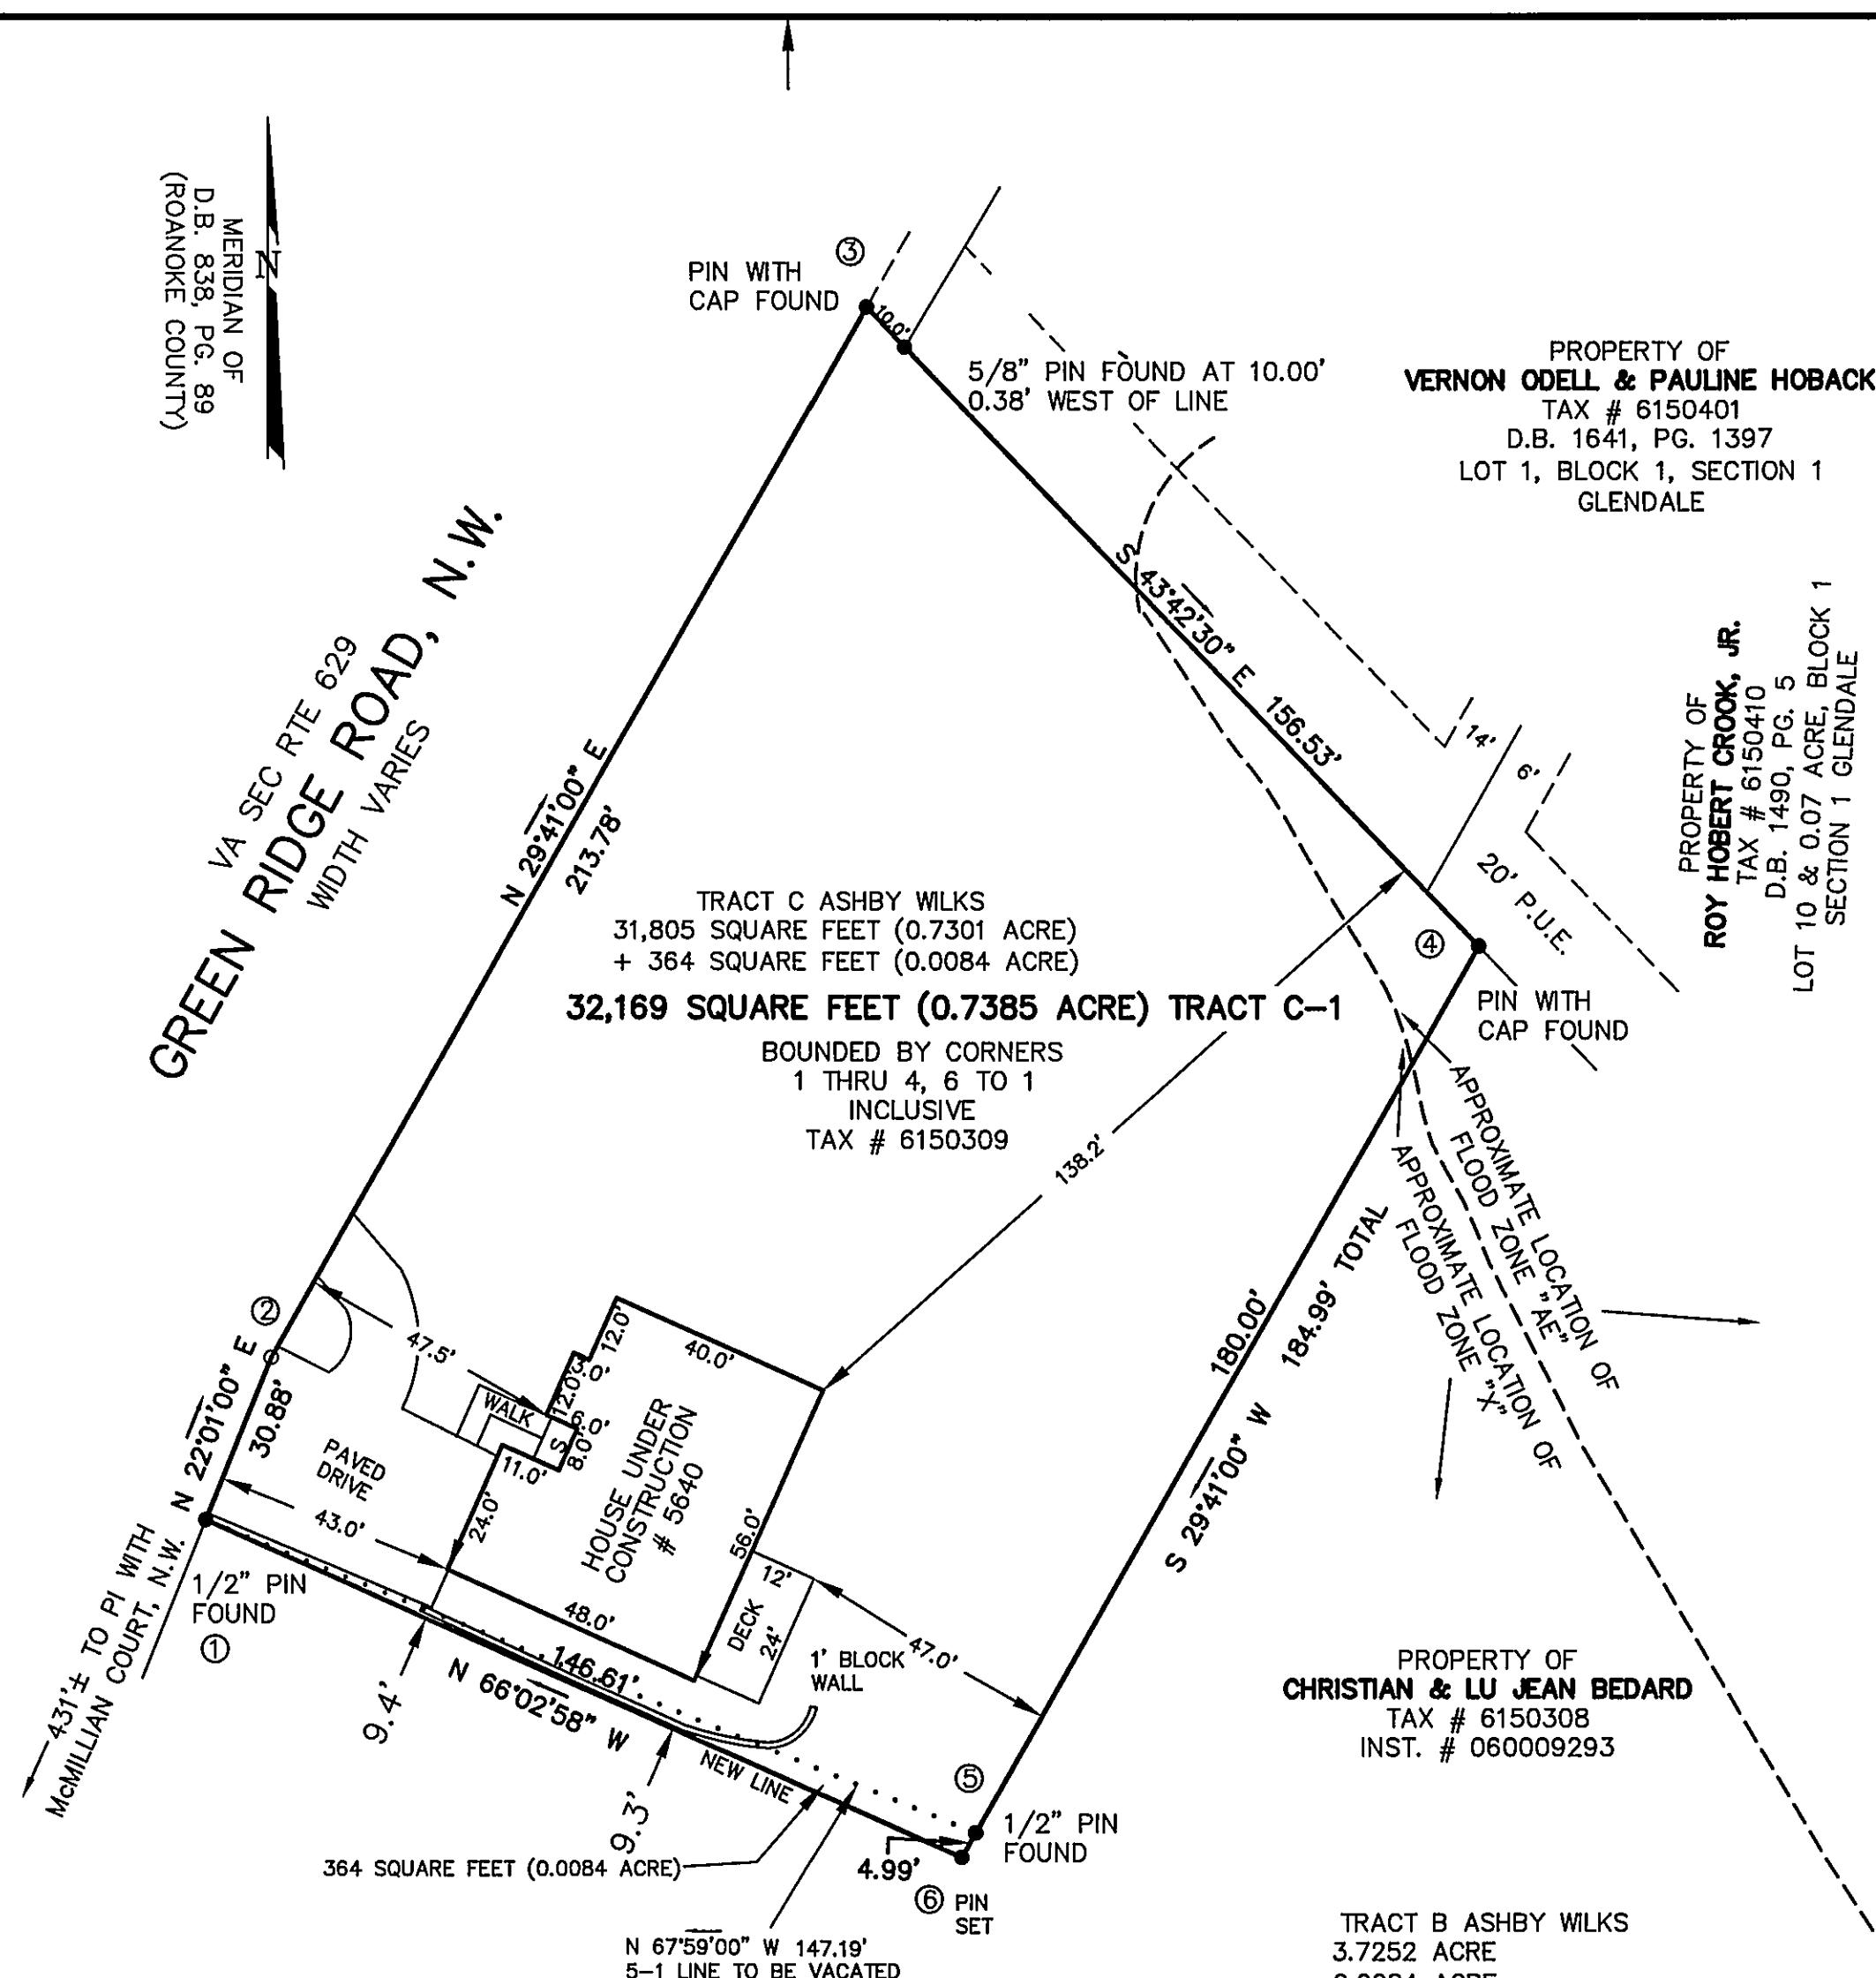 MERIDIAN OF
D.B. 838, PG. 89
(ROANOKE COUNTY)
N
PIN WITH
CAP FOUND
3
10.0'
5/8" PIN FOUND AT 10.00'
0.38' WEST OF LINE
PROPERTY OF
VERNON ODELL & PAULINE HOBACK
TAX # 6150401
D.B. 1641, PG. 1397
LOT 1, BLOCK 1, SECTION 1
GLENDALE
VA SEC RTE 629
GREEN RIDGE ROAD, N.W.
WIDTH VARIES
N 29°41'00" E
213.78'
S 43°42'30" E 156.53'
14'
6'
20' P.U.E.
PROPERTY OF
ROY HOBERT CROOK, JR.
TAX # 6150410
D.B. 1490, PG. 5
LOT 10 & 0.07 ACRE, BLOCK 1
SECTION 1 GLENDALE
4
PIN WITH
CAP FOUND
TRACT C ASHBY WILKS
31,805 SQUARE FEET (0.7301 ACRE)
+ 364 SQUARE FEET (0.0084 ACRE)
32,169 SQUARE FEET (0.7385 ACRE) TRACT C-1
BOUNDED BY CORNERS
1 THRU 4, 6 TO 1
INCLUSIVE
TAX # 6150309
138.2'
APPROXIMATE LOCATION OF
FLOOD ZONE "AE"
APPROXIMATE LOCATION OF
FLOOD ZONE "X"
180.00'
S 29°41'00" W 184.99' TOTAL
2
N 22°01'00" E
30.88'
47.5'
12.0'
3.0'
12.0'
40.0'
WALK
6.0'
S
8.0'
11.0'
PAVED
DRIVE
43.0'
24.0'
HOUSE UNDER
CONSTRUCTION
# 5640
56.0'
48.0'
12'
DECK
24'
47.0'
1' BLOCK
WALL
431'± TO PI WITH
McMILLIAN COURT, N.W.
1/2" PIN
FOUND
1
146.61'
N 66°02'58" W
9.4'
9.3'
NEW LINE
5
1/2" PIN
FOUND
4.99'
6 PIN
SET
364 SQUARE FEET (0.0084 ACRE)
N 67°59'00" W 147.19'
5-1 LINE TO BE VACATED
PROPERTY OF
CHRISTIAN & LU JEAN BEDARD
TAX # 6150308
INST. # 060009293
TRACT B ASHBY WILKS
3.7252 ACRE